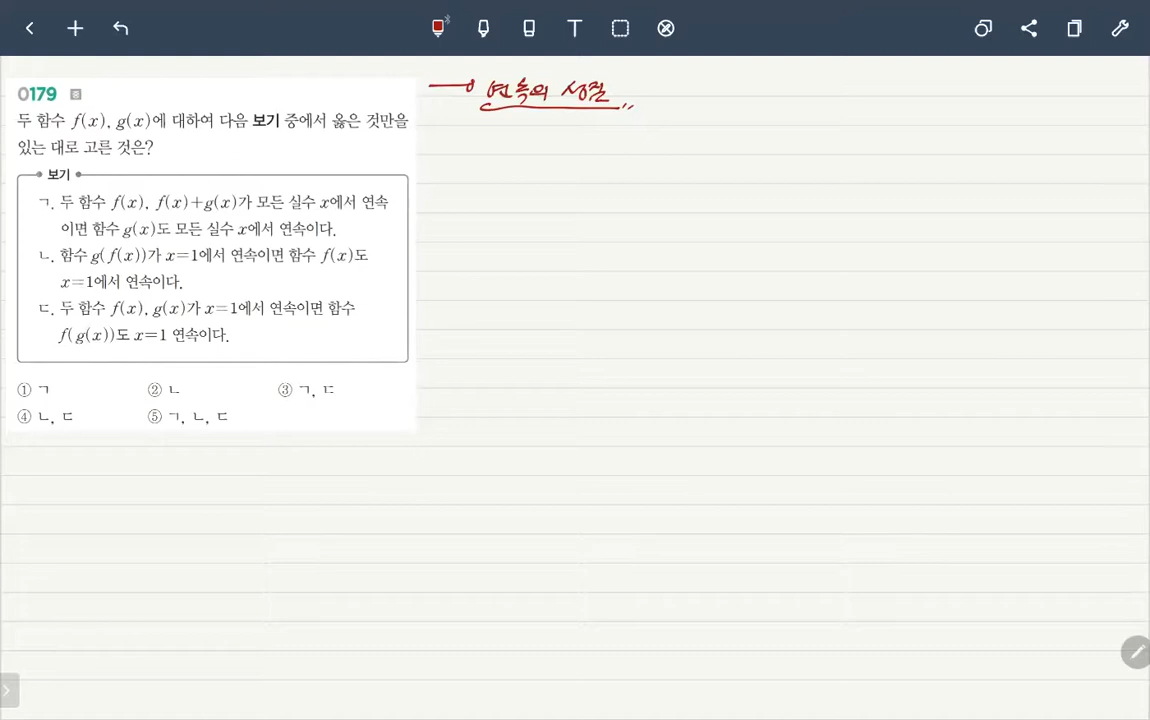 0179
연속의 성질
두 함수 f(x), g(x)에 대하여 다음 보기 중에서 옳은 것만을
있는 대로 고른 것은?
보기
ㄱ. 두 함수 f(x), f(x)+g(x)가 모든 실수 x에서 연속
이면 함수 g(x)도 모든 실수 x에서 연속이다.
ㄴ. 함수 g(f(x))가 x=1에서 연속이면 함수 f(x)도
x=1에서 연속이다.
ㄷ. 두 함수 f(x), g(x)가 x=1에서 연속이면 함수
f(g(x))도 x=1 연속이다.
① ㄱ ② ㄴ ③ ㄱ, ㄷ
④ ㄴ, ㄷ ⑤ ㄱ, ㄴ, ㄷ